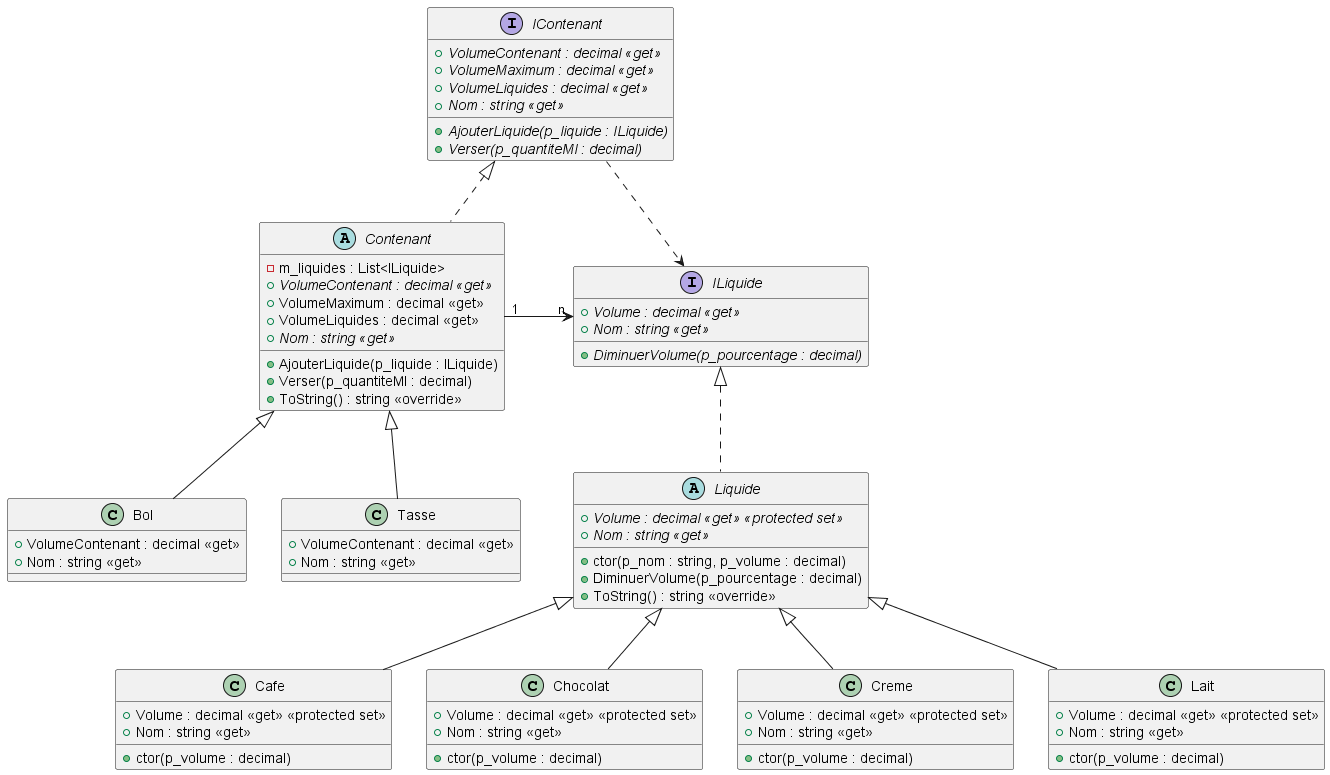 I IContenant
VolumeContenant : decimal «get»
VolumeMaximum : decimal «get»
VolumeLiquides : decimal «get»
Nom : string «get»
AjouterLiquide(p_liquide : ILiquide)
Verser(p_quantiteMl : decimal)
A Contenant
m_liquides : List<ILiquide>
VolumeContenant : decimal «get»
VolumeMaximum : decimal «get»
VolumeLiquides : decimal «get»
Nom : string «get»
AjouterLiquide(p_liquide : ILiquide)
Verser(p_quantiteMl : decimal)
ToString() : string «override»
1
n
I ILiquide
Volume : decimal «get»
Nom : string «get»
DiminuerVolume(p_pourcentage : decimal)
C Bol
VolumeContenant : decimal «get»
Nom : string «get»
C Tasse
VolumeContenant : decimal «get»
Nom : string «get»
A Liquide
Volume : decimal «get» «protected set»
Nom : string «get»
ctor(p_nom : string, p_volume : decimal)
DiminuerVolume(p_pourcentage : decimal)
ToString() : string «override»
C Cafe
Volume : decimal «get» «protected set»
Nom : string «get»
ctor(p_volume : decimal)
C Chocolat
Volume : decimal «get» «protected set»
Nom : string «get»
ctor(p_volume : decimal)
C Creme
Volume : decimal «get» «protected set»
Nom : string «get»
ctor(p_volume : decimal)
C Lait
Volume : decimal «get» «protected set»
Nom : string «get»
ctor(p_volume : decimal)